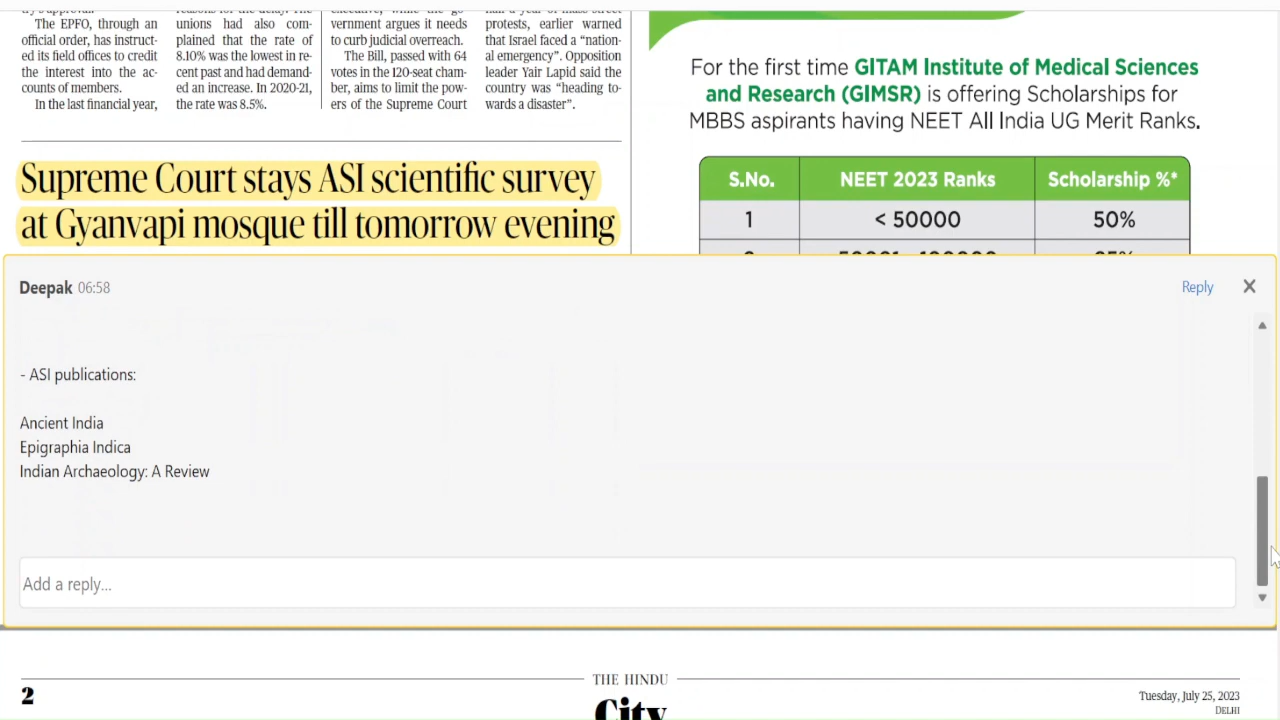 The EPFO, through an
official order, has instruct-
ed its field offices to credit
the interest into the ac-
counts of members.
In the last financial year,
unions had also com-
plained that the rate of
8.10% was the lowest in re-
cent past and had demand-
ed an increase. In 2020-21,
the rate was 8.5%.
vernment argues it needs
to curb judicial overreach.
The Bill, passed with 64
votes in the 120-seat cham-
ber, aims to limit the pow-
ers of the Supreme Court
protests, earlier warned
that Israel faced a “nation-
al emergency”. Opposition
leader Yair Lapid said the
country was “heading to-
wards a disaster”.
Supreme Court stays ASI scientific survey
at Gyanvapi mosque till tomorrow evening
For the first time GITAM Institute of Medical Sciences
and Research (GIMSR) is offering Scholarships for
MBBS aspirants having NEET All India UG Merit Ranks.
S.No. NEET 2023 Ranks Scholarship %*
1 < 50000 50%
Deepak 06:58
Reply
- ASI publications:
Ancient India
Epigraphia Indica
Indian Archaeology: A Review
Add a reply...
2
THE HINDU
City
Tuesday, July 25, 2023
DELHI